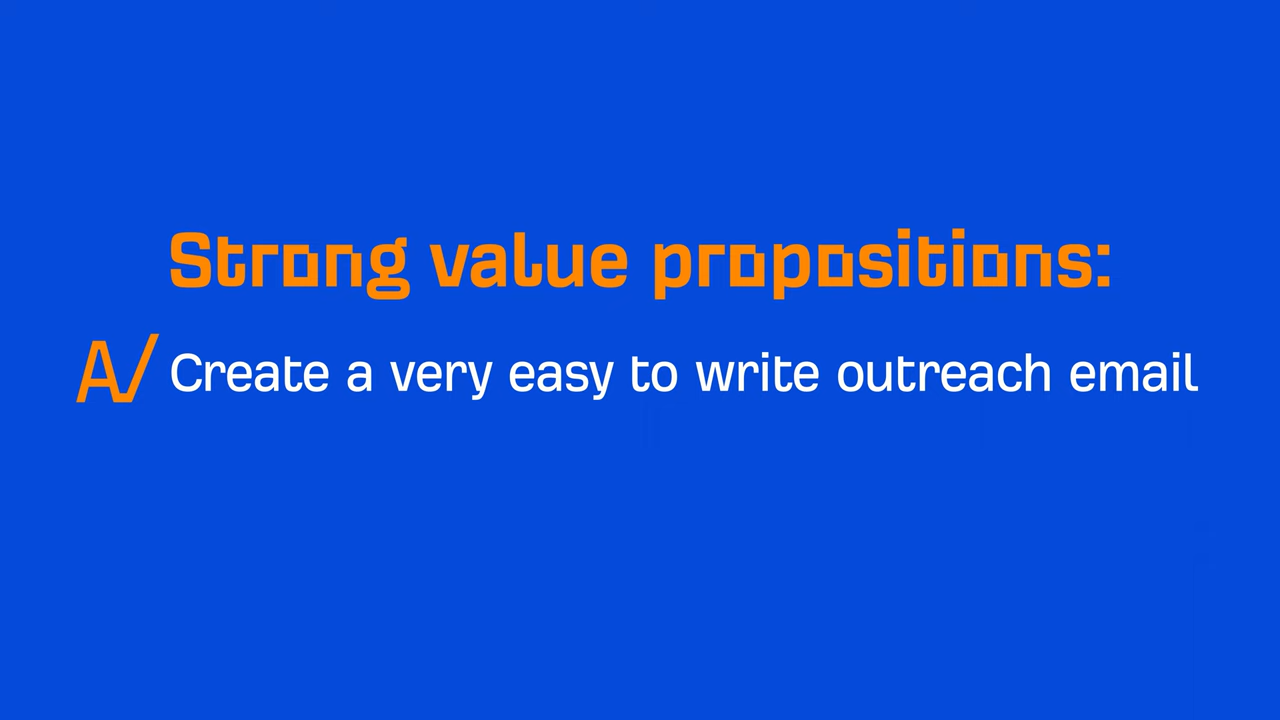 Strong value propositions:
A/ Create a very easy to write outreach email